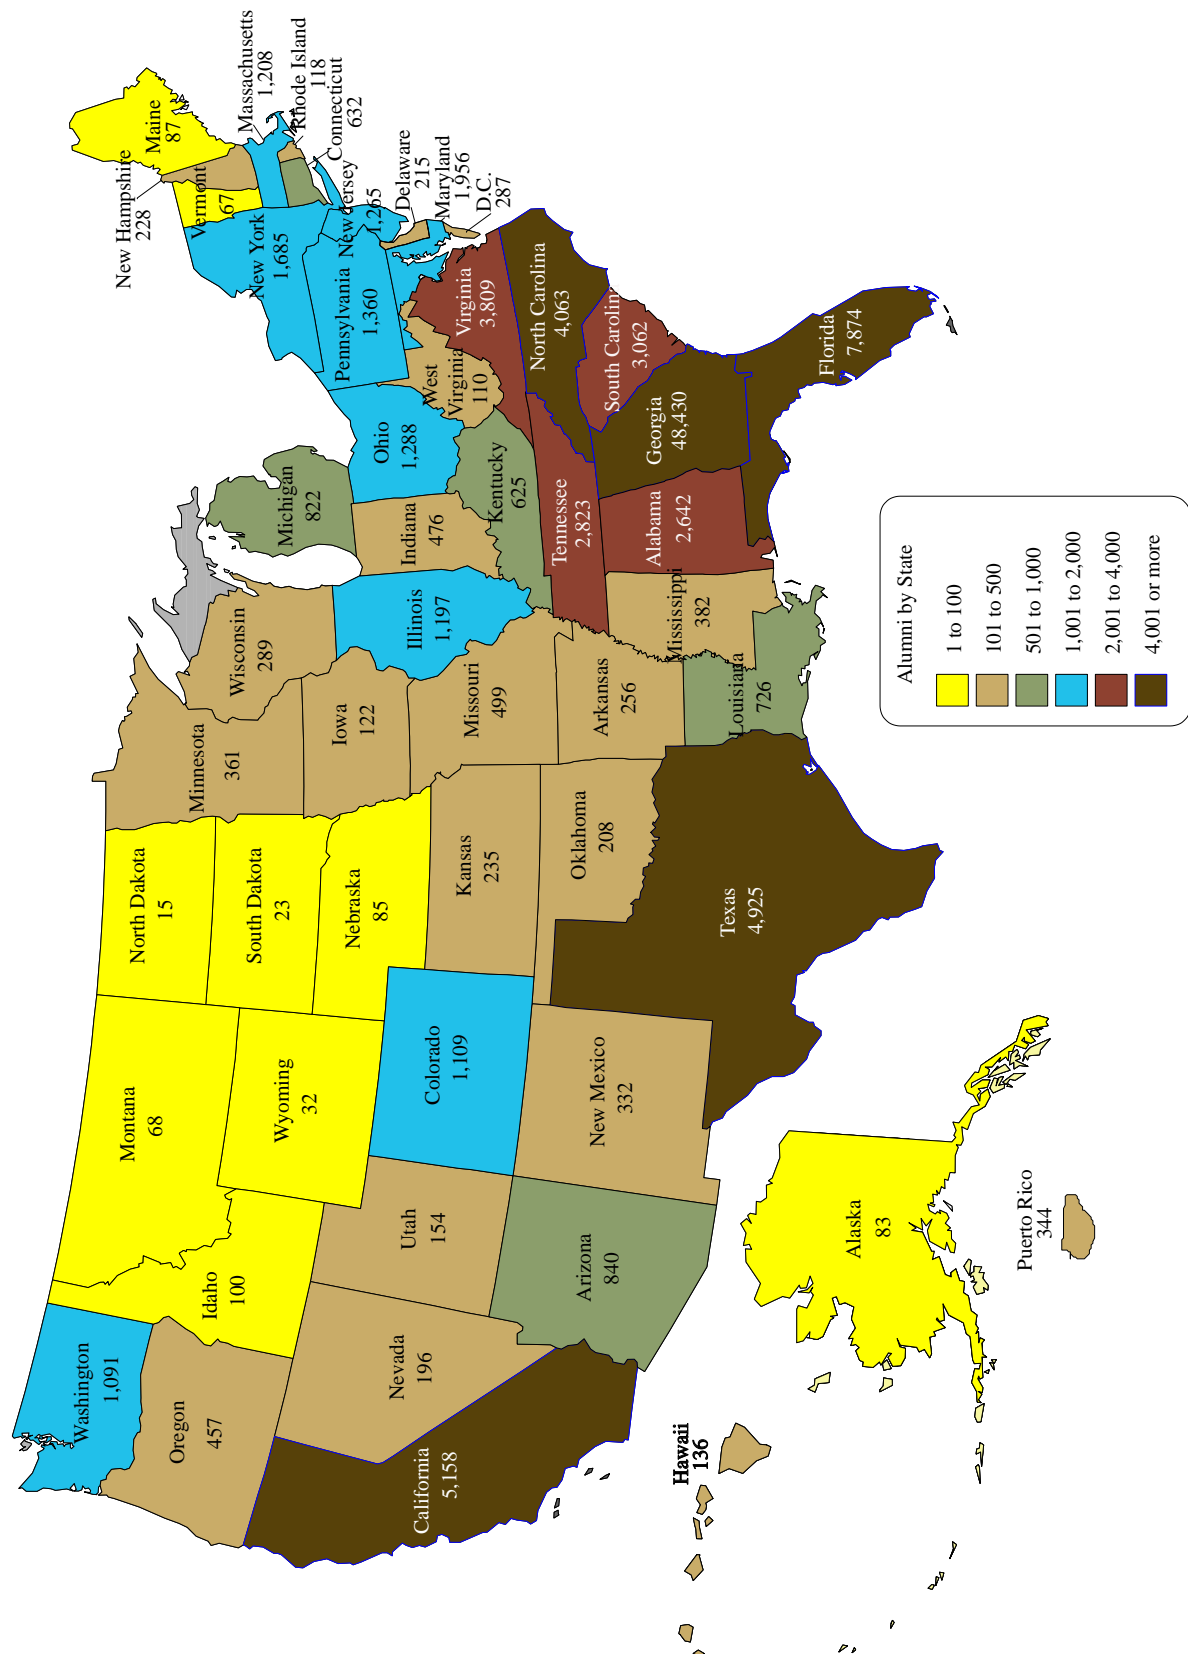 Washington
1,091
Oregon
457
California
5,158
Nevada
196
Idaho
100
Montana
68
Wyoming
32
Utah
154
Arizona
840
Colorado
1,109
New Mexico
332
North Dakota
15
South Dakota
23
Nebraska
85
Kansas
235
Oklahoma
208
Texas
4,925
Minnesota
361
Iowa
122
Missouri
499
Arkansas
256
Louisiana
726
Wisconsin
289
Illinois
1,197
Mississippi
382
Michigan
822
Indiana
476
Ohio
1,288
Kentucky
625
Tennessee
2,823
Alabama
2,642
Georgia
48,430
Florida
7,874
South Carolin
3,062
North Carolina
4,063
Virginia
3,809
West
Virginia
110
Pennsylvania
1,360
New York
1,685
Vermont
67
New Hampshire
228
Maine
87
Massachusetts
1,208
Rhode Island
118
Connecticut
632
New Jersey
1,265
Delaware
215
Maryland
1,956
D.C.
287
Hawaii
136
Alaska
83
Puerto Rico
344
Alumni by State
1 to 100
101 to 500
501 to 1,000
1,001 to 2,000
2,001 to 4,000
4,001 or more